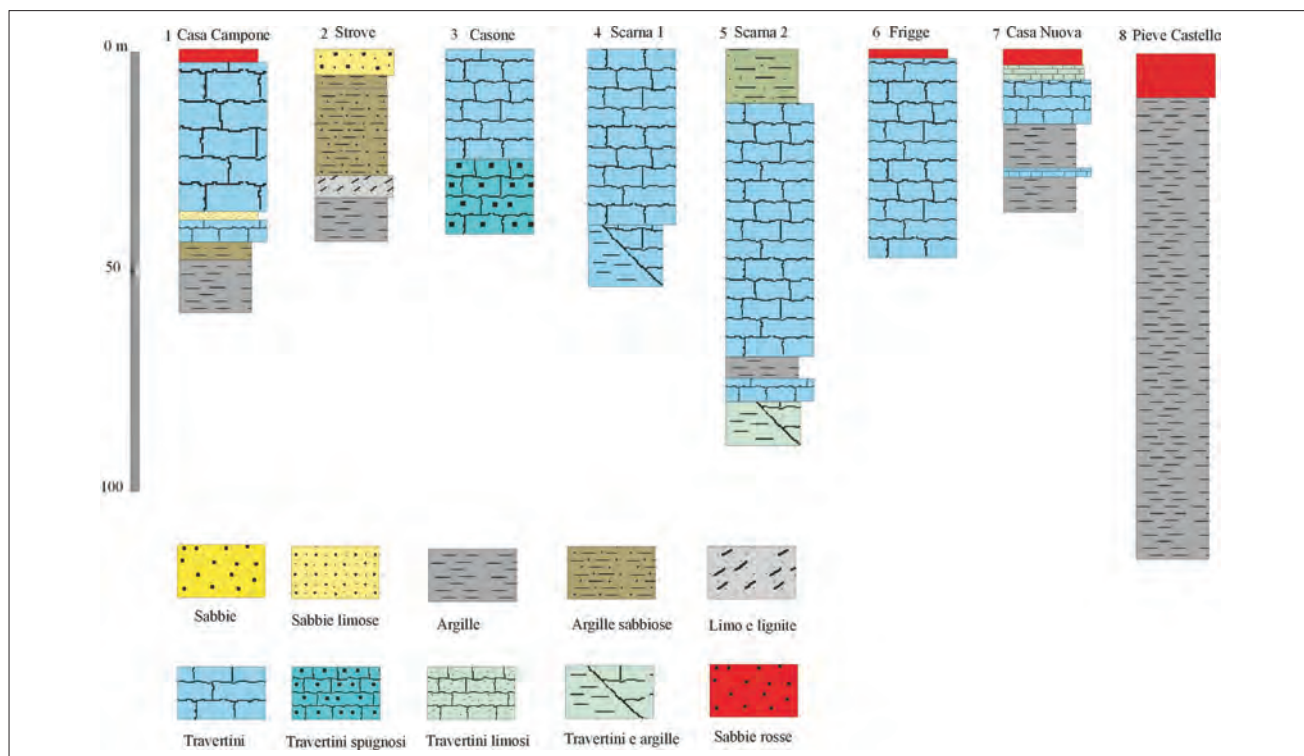 1 Casa Campone
2 Strove
3 Casone
4 Scarna 1
5 Scarna 2
6 Frigge
7 Casa Nuova
8 Pieve Castello
0 m
50
100
Sabbie
Sabbie limose
Argille
Argille sabbiose
Limo e lignite
Travertini
Travertini spugnosi
Travertini limosi
Travertini e argille
Sabbie rosse